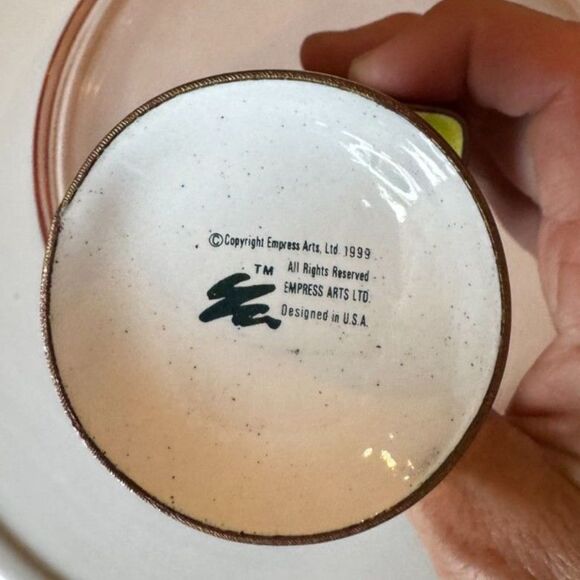 ©Copyright Empress Arts, Ltd. 1999
TM All Rights Reserved
EMPRESS ARTS LTD.
Designed in U.S.A.